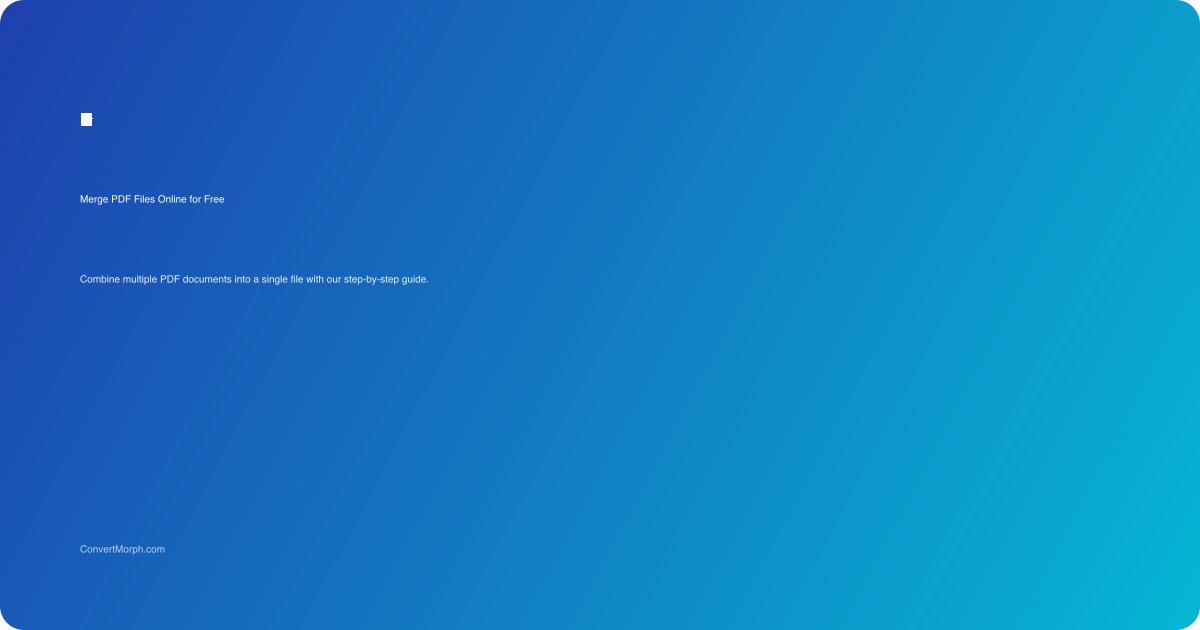 Merge PDF Files Online for Free
Combine multiple PDF documents into a single file with our step-by-step guide.
ConvertMorph.com